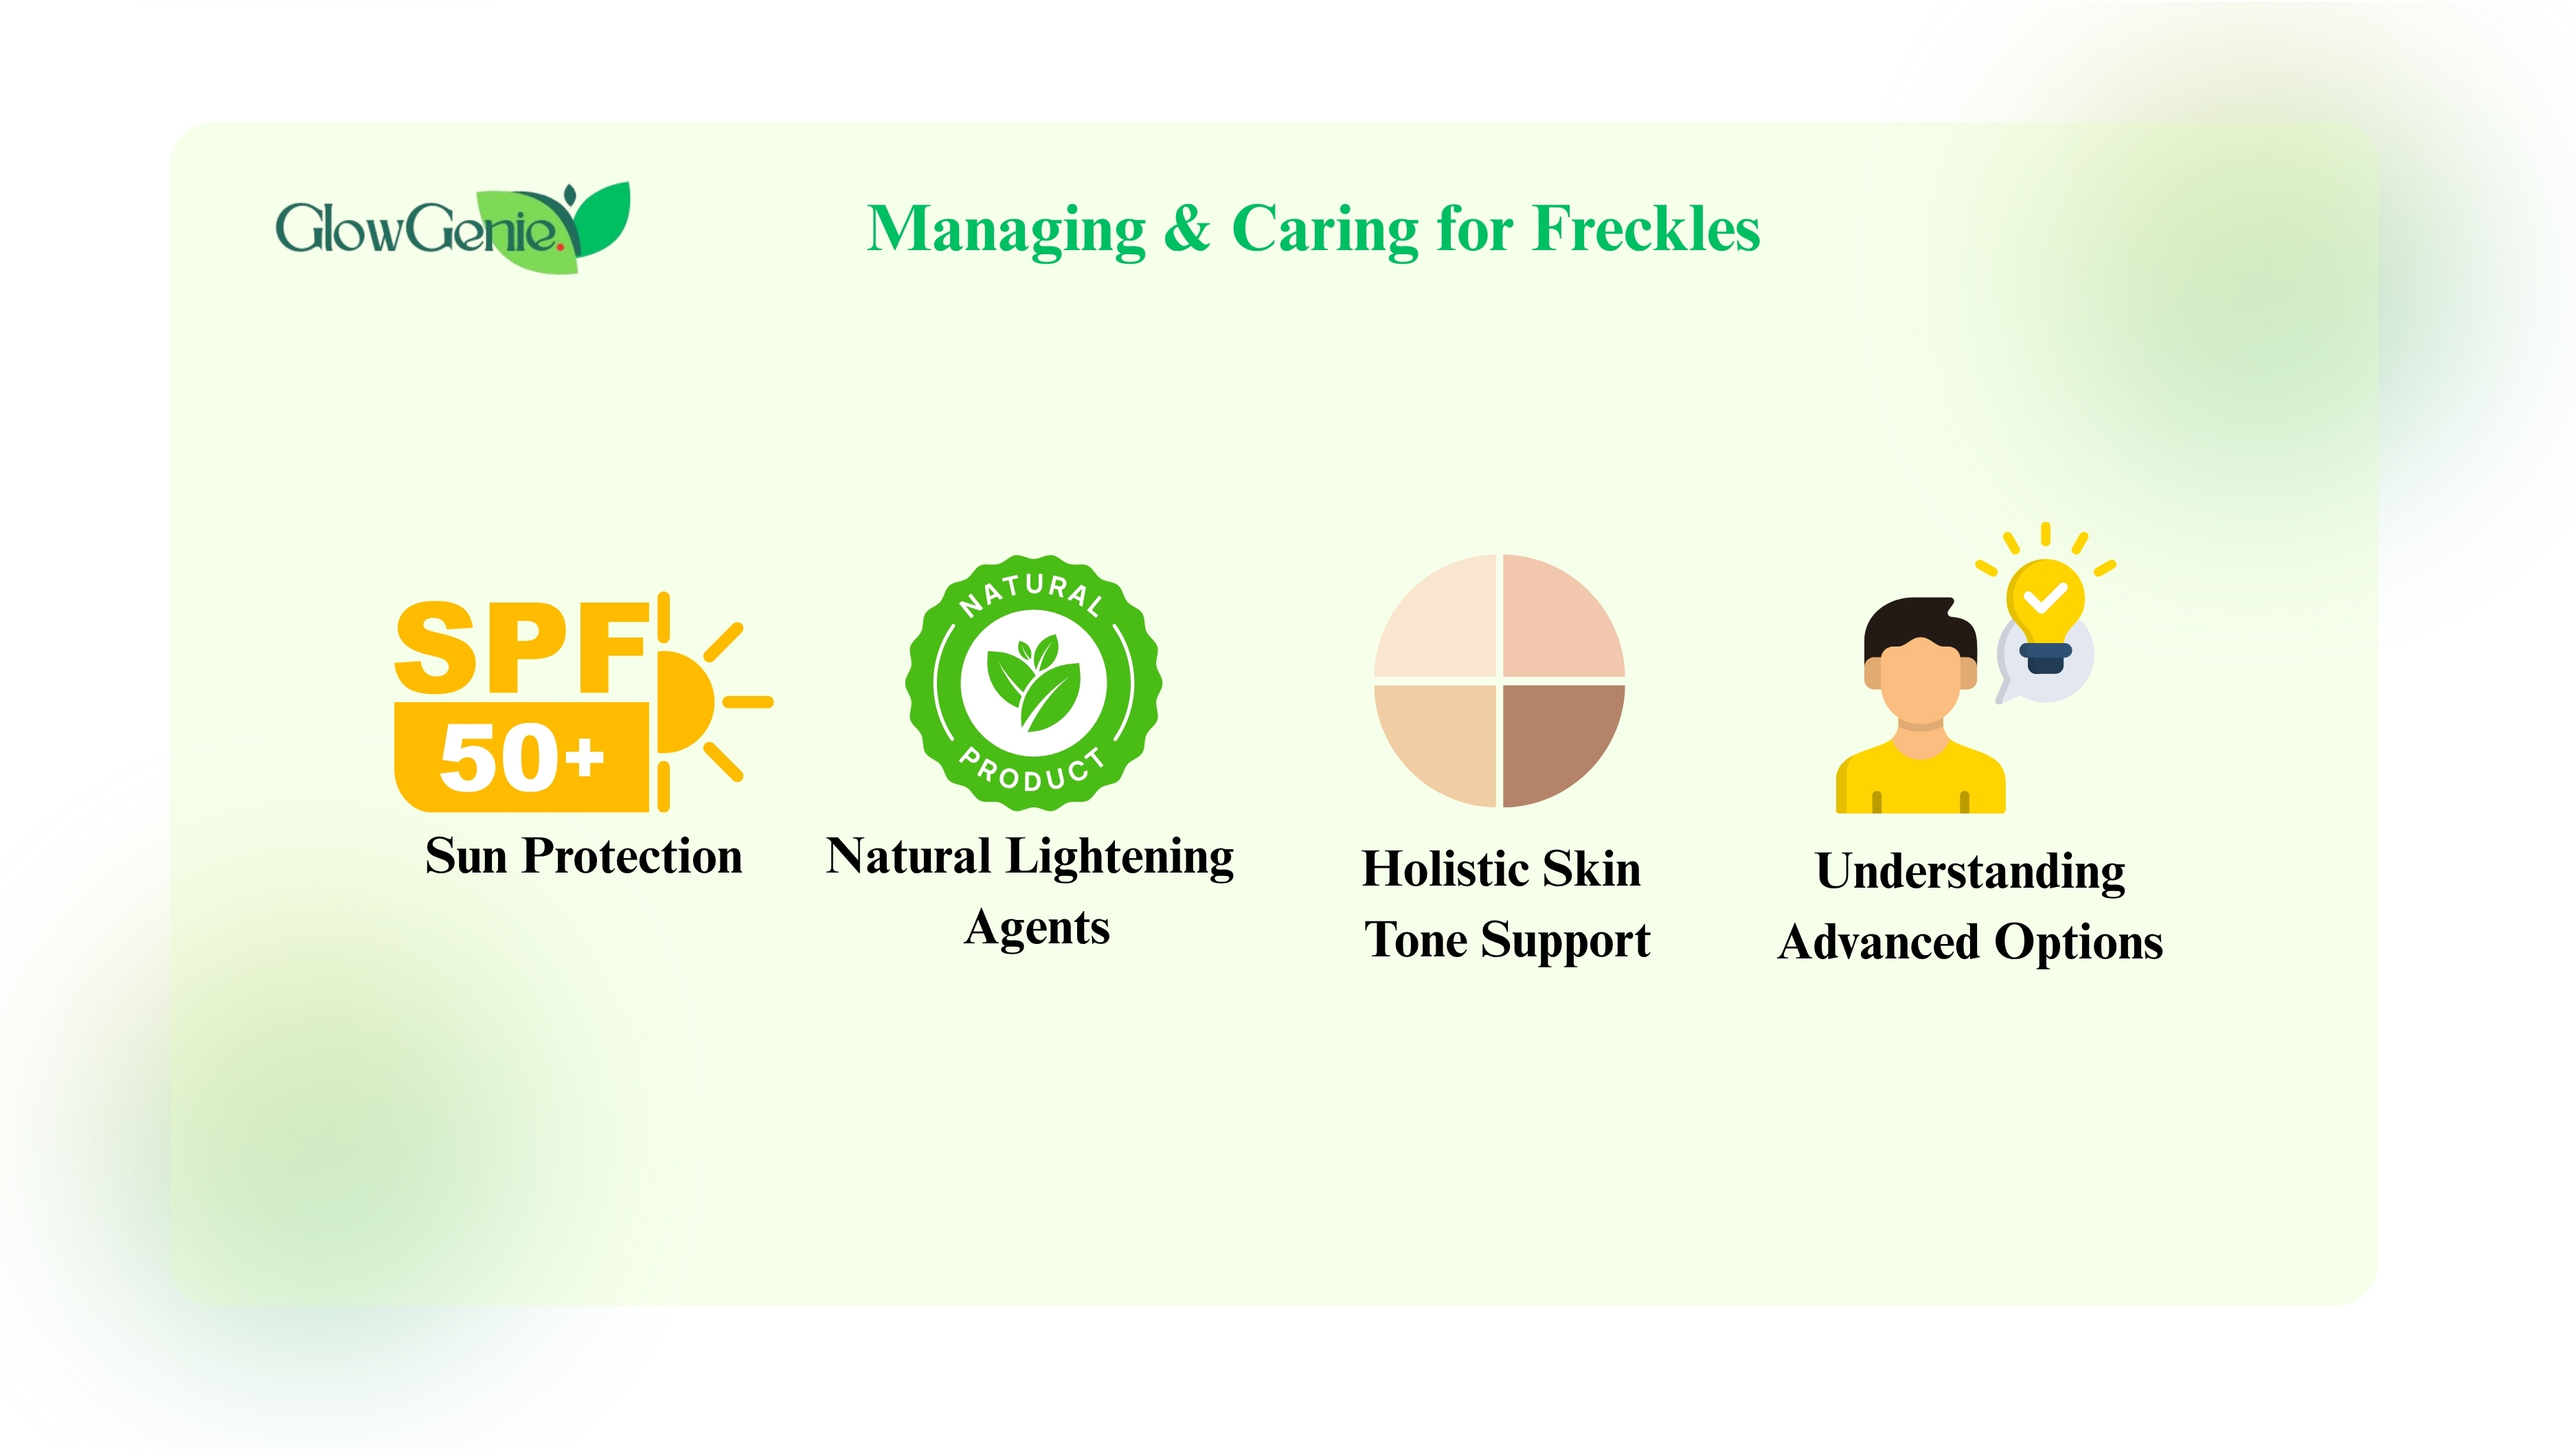 GlowGenie.
Managing & Caring for Freckles
SPF
50+
Sun Protection
NATURAL
PRODUCT
Natural Lightening
Agents
Holistic Skin
Tone Support
Understanding
Advanced Options